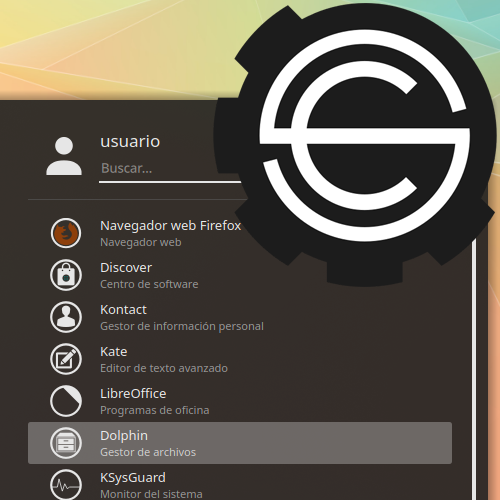 usuario
Buscar...
Navegador web Firefox
Navegador web
Discover
Centro de software
Kontact
Gestor de información personal
Kate
Editor de texto avanzado
LibreOffice
Programas de oficina
Dolphin
Gestor de archivos
KSysGuard
Monitor del sistema